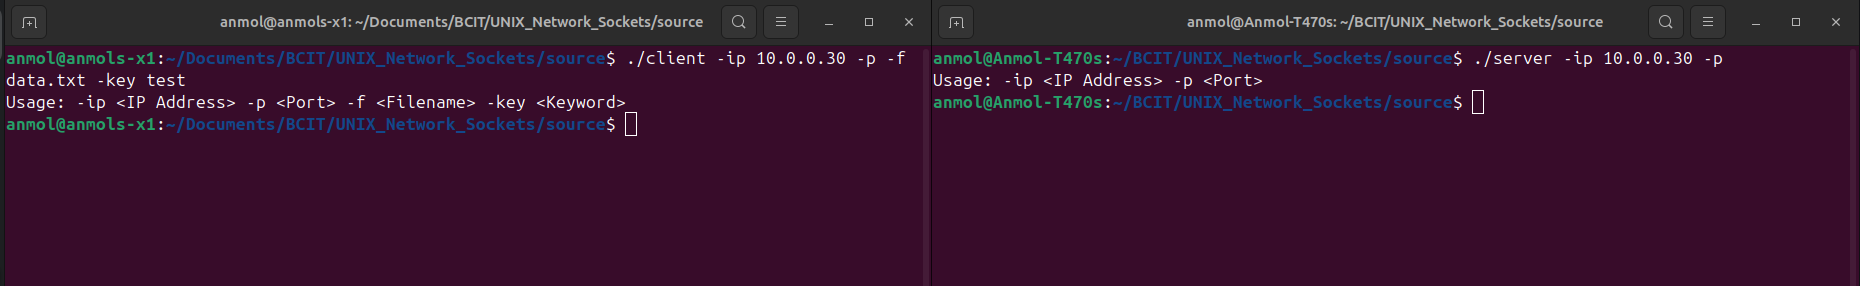 anmol@anmols-x1: ~/Documents/BCIT/UNIX_Network_Sockets/source
anmol@anmols-x1:~/Documents/BCIT/UNIX_Network_Sockets/source$ ./client -ip 10.0.0.30 -p -f
data.txt -key test
Usage: -ip <IP Address> -p <Port> -f <Filename> -key <Keyword>
anmol@anmols-x1:~/Documents/BCIT/UNIX_Network_Sockets/source$
anmol@Anmol-T470s: ~/BCIT/UNIX_Network_Sockets/source
anmol@Anmol-T470s:~/BCIT/UNIX_Network_Sockets/source$ ./server -ip 10.0.0.30 -p
Usage: -ip <IP Address> -p <Port>
anmol@Anmol-T470s:~/BCIT/UNIX_Network_Sockets/source$